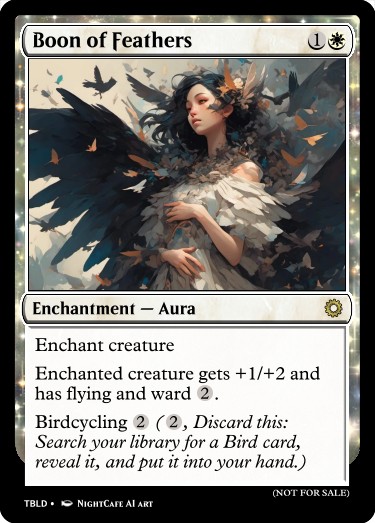 Boon of Feathers 1
Enchantment — Aura
Enchant creature
Enchanted creature gets +1/+2 and
has flying and ward 2.
Birdcycling 2 ( 2, Discard this:
Search your library for a Bird card,
reveal it, and put it into your hand.)
(NOT FOR SALE)
TBLD • NightCafe AI art